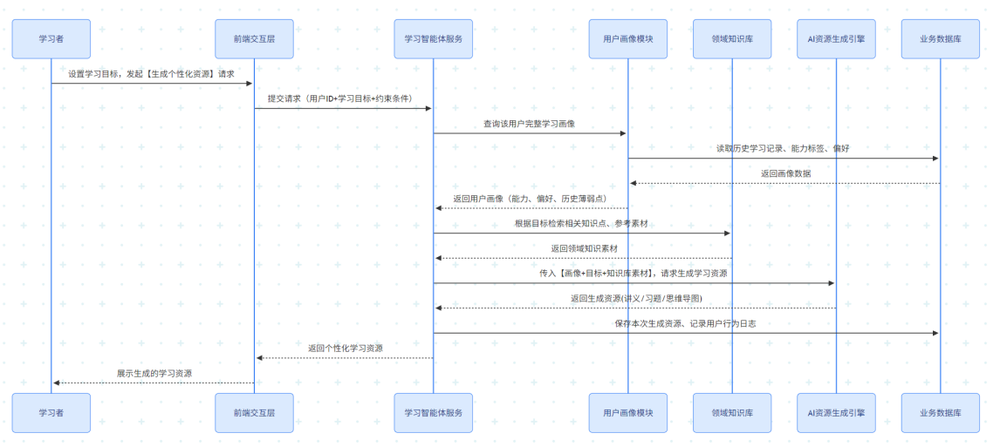 学习者
前端交互层
学习智能体服务
用户画像模块
领域知识库
AI资源生成引擎
业务数据库
设置学习目标，发起【生成个性化资源】请求
提交请求（用户ID+学习目标+约束条件）
查询该用户完整学习画像
读取历史学习记录、能力标签、偏好
返回画像数据
返回用户画像（能力、偏好、历史薄弱点）
根据目标检索相关知识点、参考素材
返回领域知识素材
传入【画像+目标+知识库素材】，请求生成学习资源
返回生成资源(讲义/习题/思维导图)
保存本次生成资源、记录用户行为日志
返回个性化学习资源
展示生成的学习资源
学习者
前端交互层
学习智能体服务
用户画像模块
领域知识库
AI资源生成引擎
业务数据库